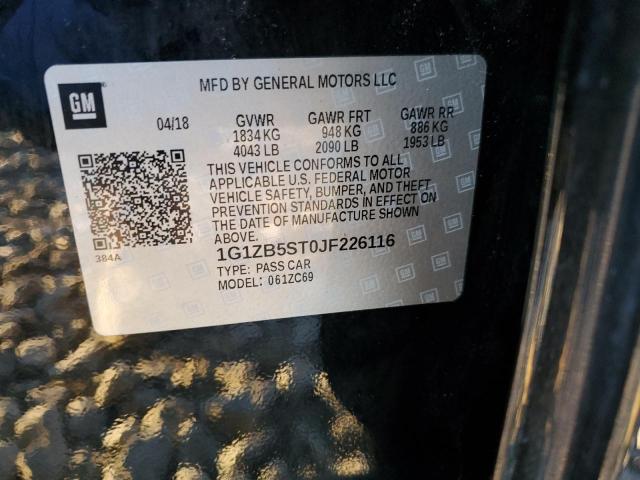 MFD BY GENERAL MOTORS LLC
GM
04/18 GVWR GAWR FRT GAWR RR
1834 KG 948 KG 886 KG
4043 LB 2090 LB 1953 LB
THIS VEHICLE CONFORMS TO ALL
APPLICABLE U.S. FEDERAL MOTOR
VEHICLE SAFETY, BUMPER, AND THEFT
PREVENTION STANDARDS IN EFFECT ON
THE DATE OF MANUFACTURE SHOWN
ABOVE.
384A
1G1ZB5ST0JF226116
TYPE: PASS CAR
MODEL: 061ZC69